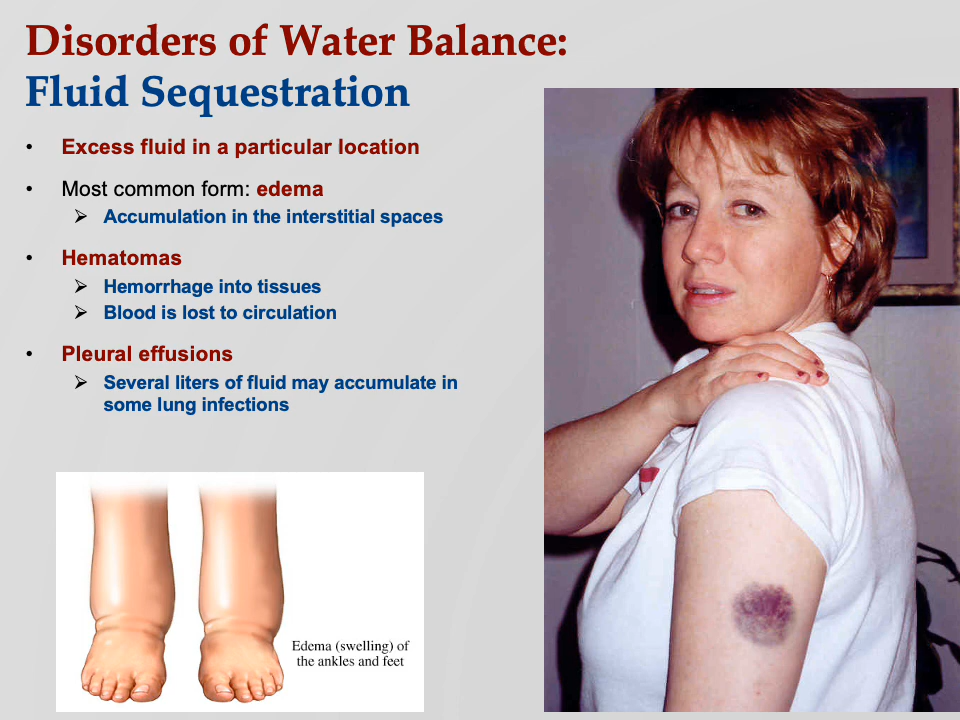 Disorders of Water Balance:
Fluid Sequestration
• Excess fluid in a particular location
• Most common form: edema
➢ Accumulation in the interstitial spaces
• Hematomas
➢ Hemorrhage into tissues
➢ Blood is lost to circulation
• Pleural effusions
➢ Several liters of fluid may accumulate in
some lung infections
Edema (swelling) of
the ankles and feet